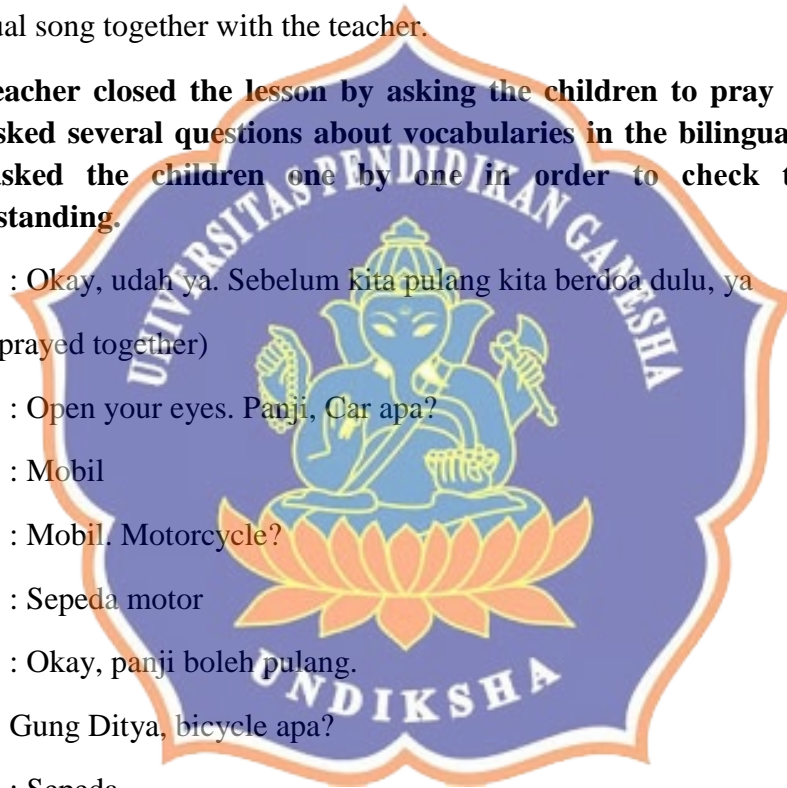 ual song together with the teacher.
eacher closed the lesson by asking the children to pray
sked several questions about vocabularies in the bilingua
sked the children one by one in order to check t
standing.
: Okay, udah ya. Sebelum kita pulang kita berdoa dulu, ya
prayed together)
: Open your eyes. Panji, Car apa?
: Mobil
: Mobil. Motorcycle?
: Sepeda motor
: Okay, panji boleh pulang.
Gung Ditya, bicycle apa?
: Sepeda
UNIVERSITAS PENDIDIKAN GANESHA
UNDIKSHA